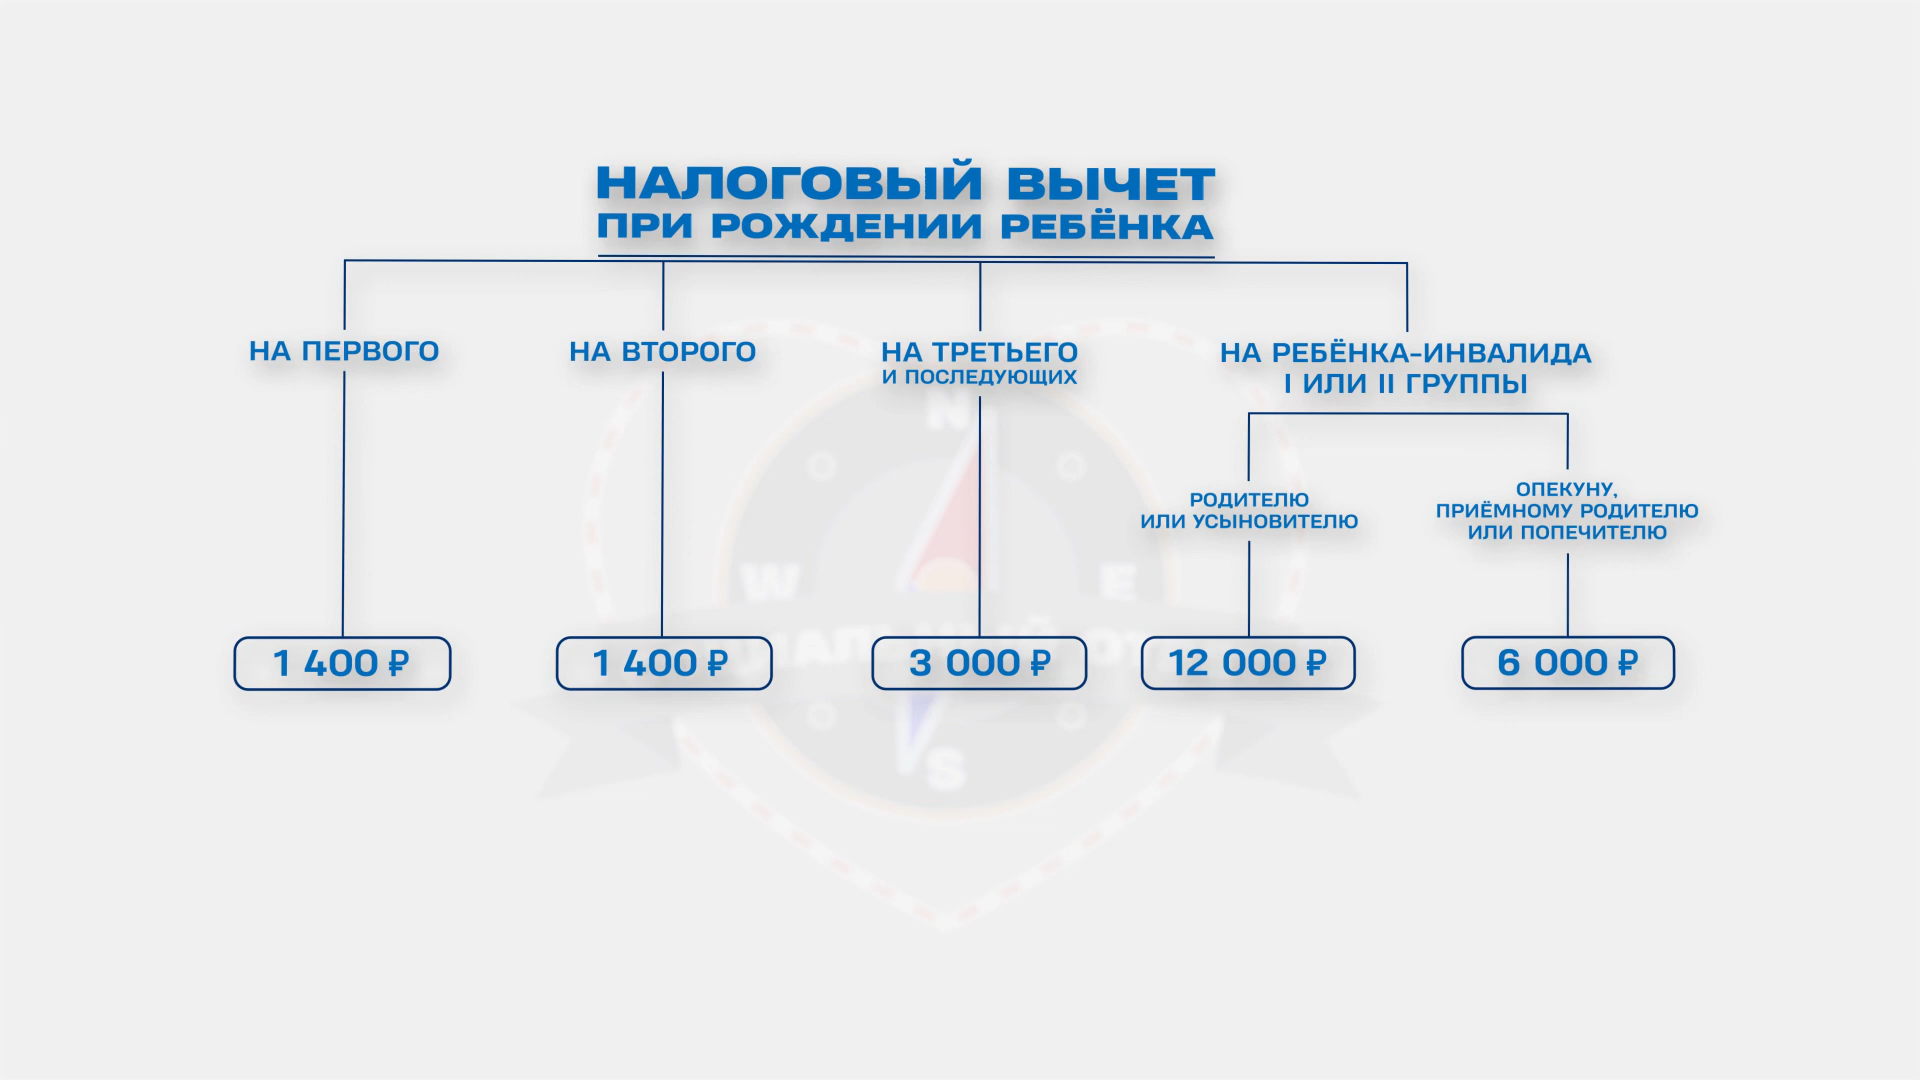 НАЛОГОВЫЙ ВЫЧЕТ
ПРИ РОЖДЕНИИ РЕБЁНКА
НА ПЕРВОГО
НА ВТОРОГО
НА ТРЕТЬЕГО
И ПОСЛЕДУЮЩИХ
НА РЕБЁНКА-ИНВАЛИДА
I ИЛИ II ГРУППЫ
РОДИТЕЛЮ
ИЛИ УСЫНОВИТЕЛЮ
ОПЕКУНУ,
ПРИЁМНОМУ РОДИТЕЛЮ
ИЛИ ПОПЕЧИТЕЛЮ
1 400 ₽
1 400 ₽
3 000 ₽
12 000 ₽
6 000 ₽
N
W
E
S